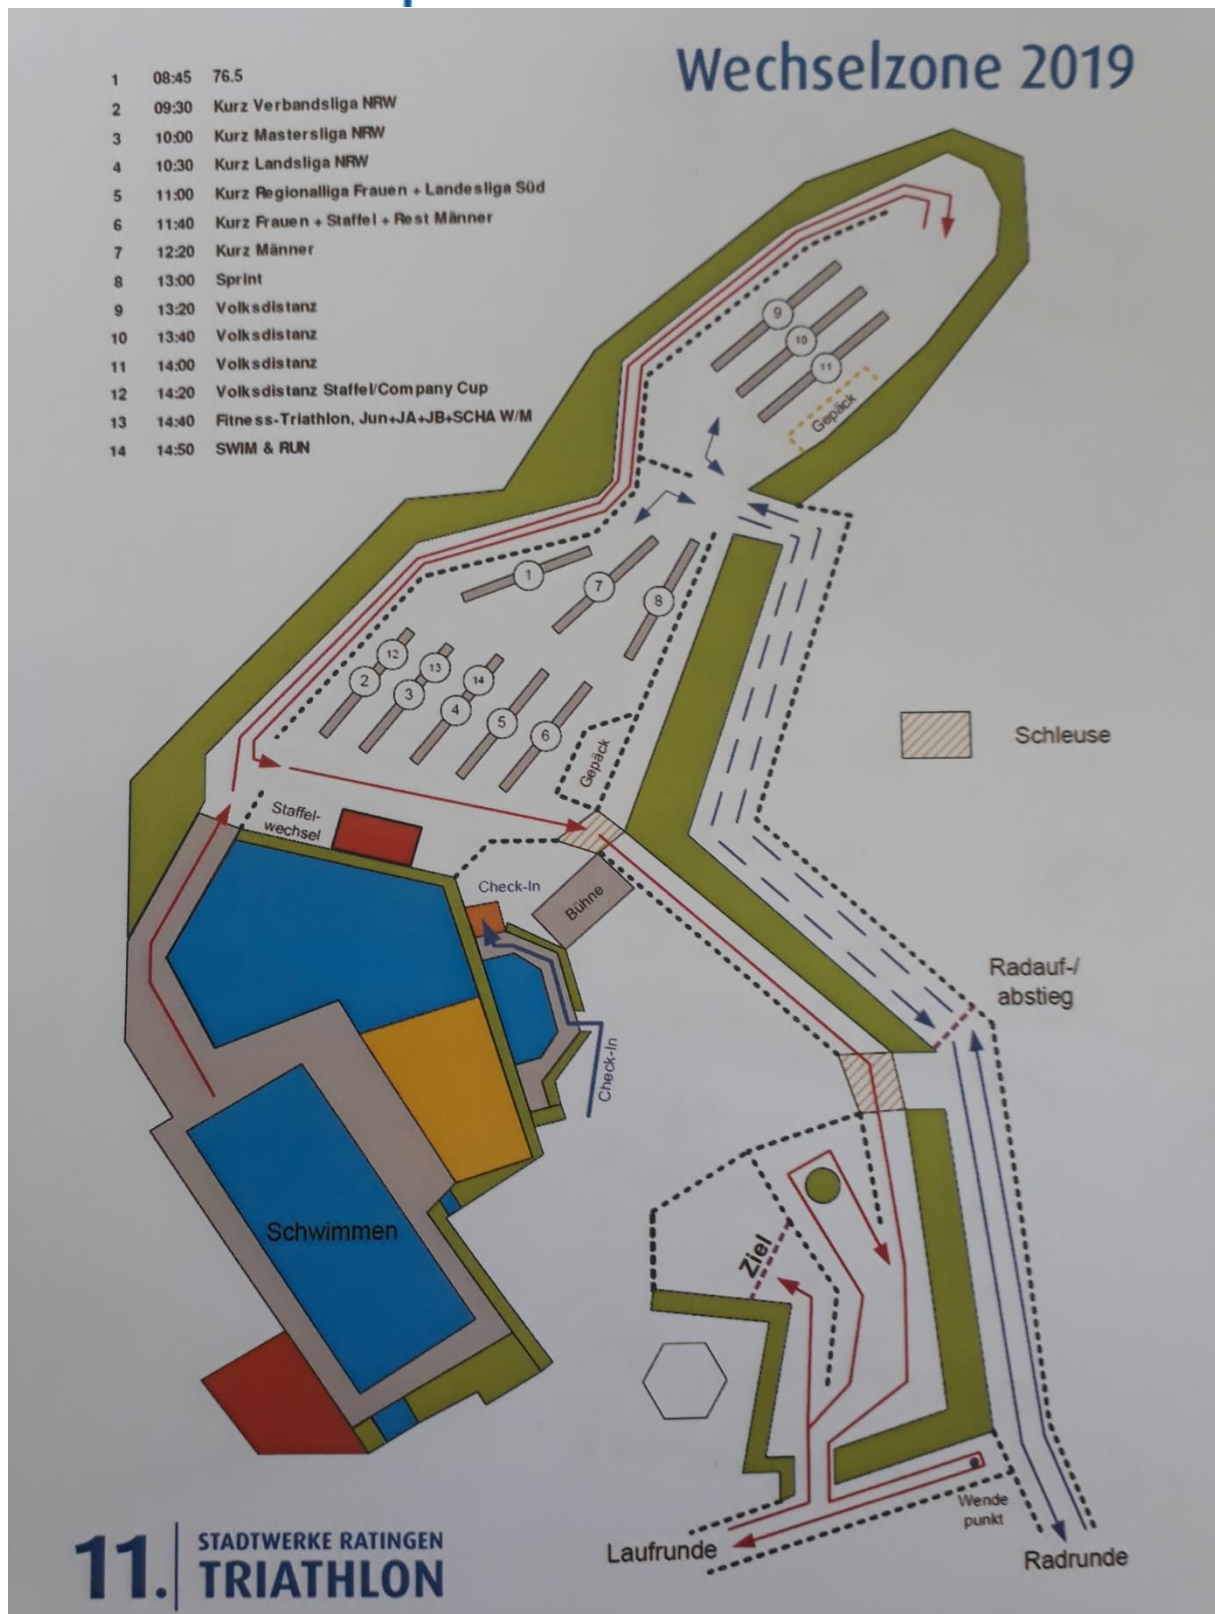 Wechselzone 2019
1 08:45 76.5
2 09:30 Kurz Verbandsliga NRW
3 10:00 Kurz Mastersliga NRW
4 10:30 Kurz Landsliga NRW
5 11:00 Kurz Regionalliga Frauen + Landesliga Süd
6 11:40 Kurz Frauen + Staffel + Rest Männer
7 12:20 Kurz Männer
8 13:00 Sprint
9 13:20 Volksdistanz
10 13:40 Volksdistanz
11 14:00 Volksdistanz
12 14:20 Volksdistanz Staffel/Company Cup
13 14:40 Fitness-Triathlon, Jun+JA+JB+SCHA W/M
14 14:50 SWIM & RUN
9
10
11
Gepäck
1
7
8
12
13
14
2
3
4
5
6
Gepäck
Schleuse
Staffel-
wechsel
Check-In
Bühne
Radauf-/
abstieg
Check-In
Schwimmen
Ziel
Wende
punkt
Laufrunde
Radrunde
11. STADTWERKE RATINGEN
TRIATHLON